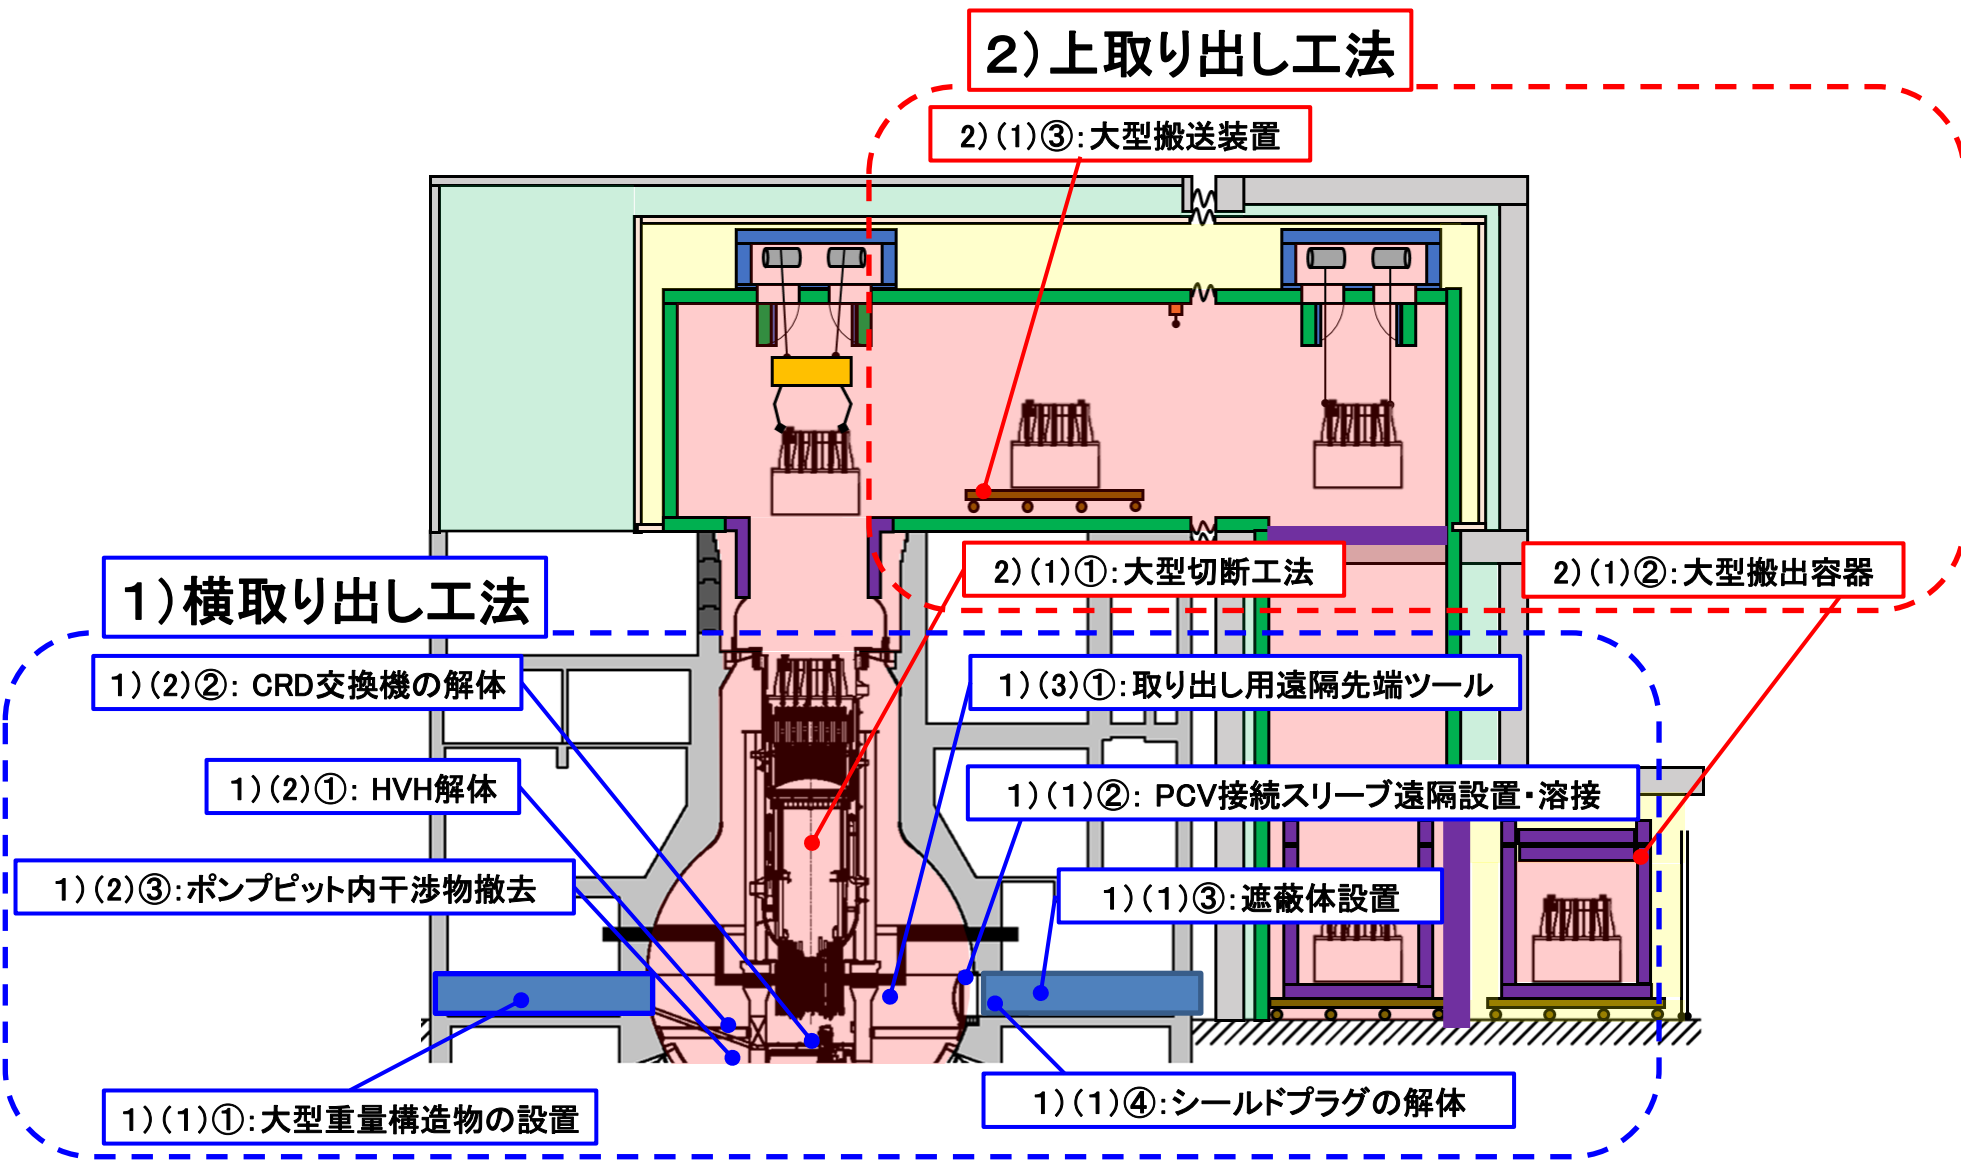 2)上取り出し工法
2)(1)③:大型搬送装置
2)(1)①:大型切断工法
2)(1)②:大型搬出容器
1)横取り出し工法
1)(2)②: CRD交換機の解体
1)(3)①:取り出し用遠隔先端ツール
1)(2)①: HVH解体
1)(1)②: PCV接続スリーブ遠隔設置・溶接
1)(2)③:ポンプピット内干渉物撤去
1)(1)③:遮蔽体設置
1)(1)①:大型重量構造物の設置
1)(1)④:シールドプラグの解体